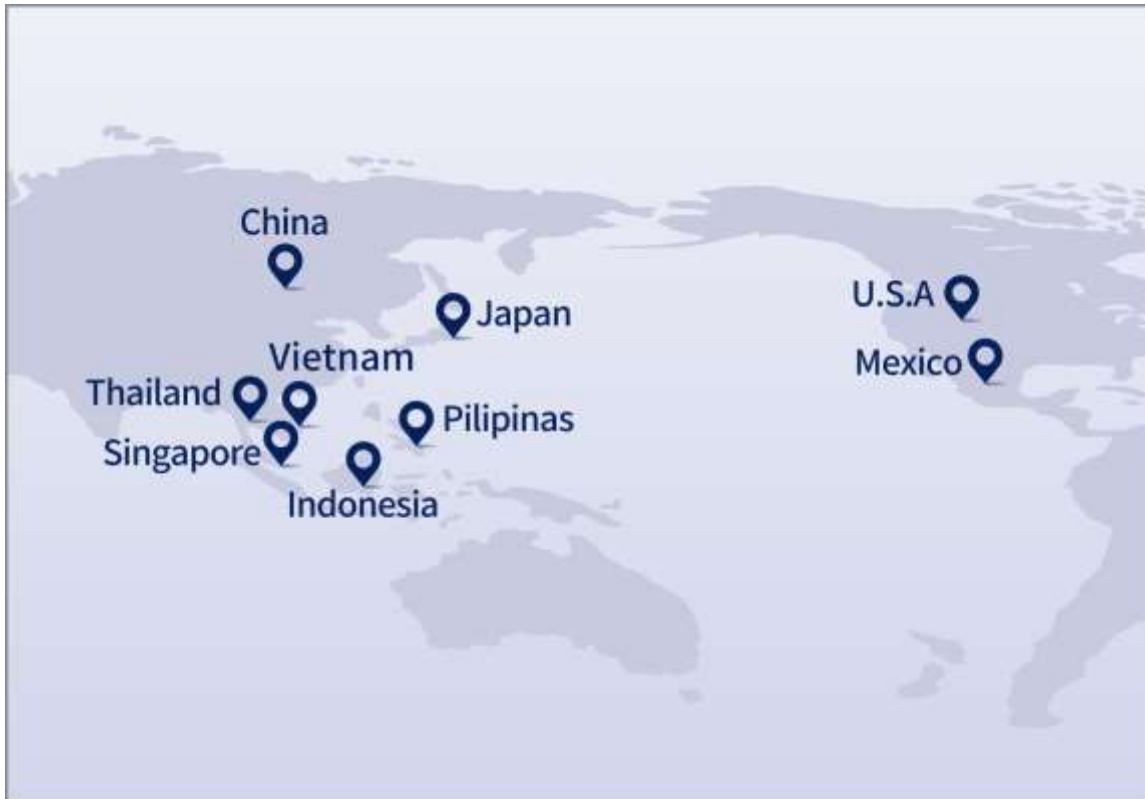 China
U.S.A
Japan
Vietnam
Mexico
Thailand
Pilipinas
Singapore
Indonesia